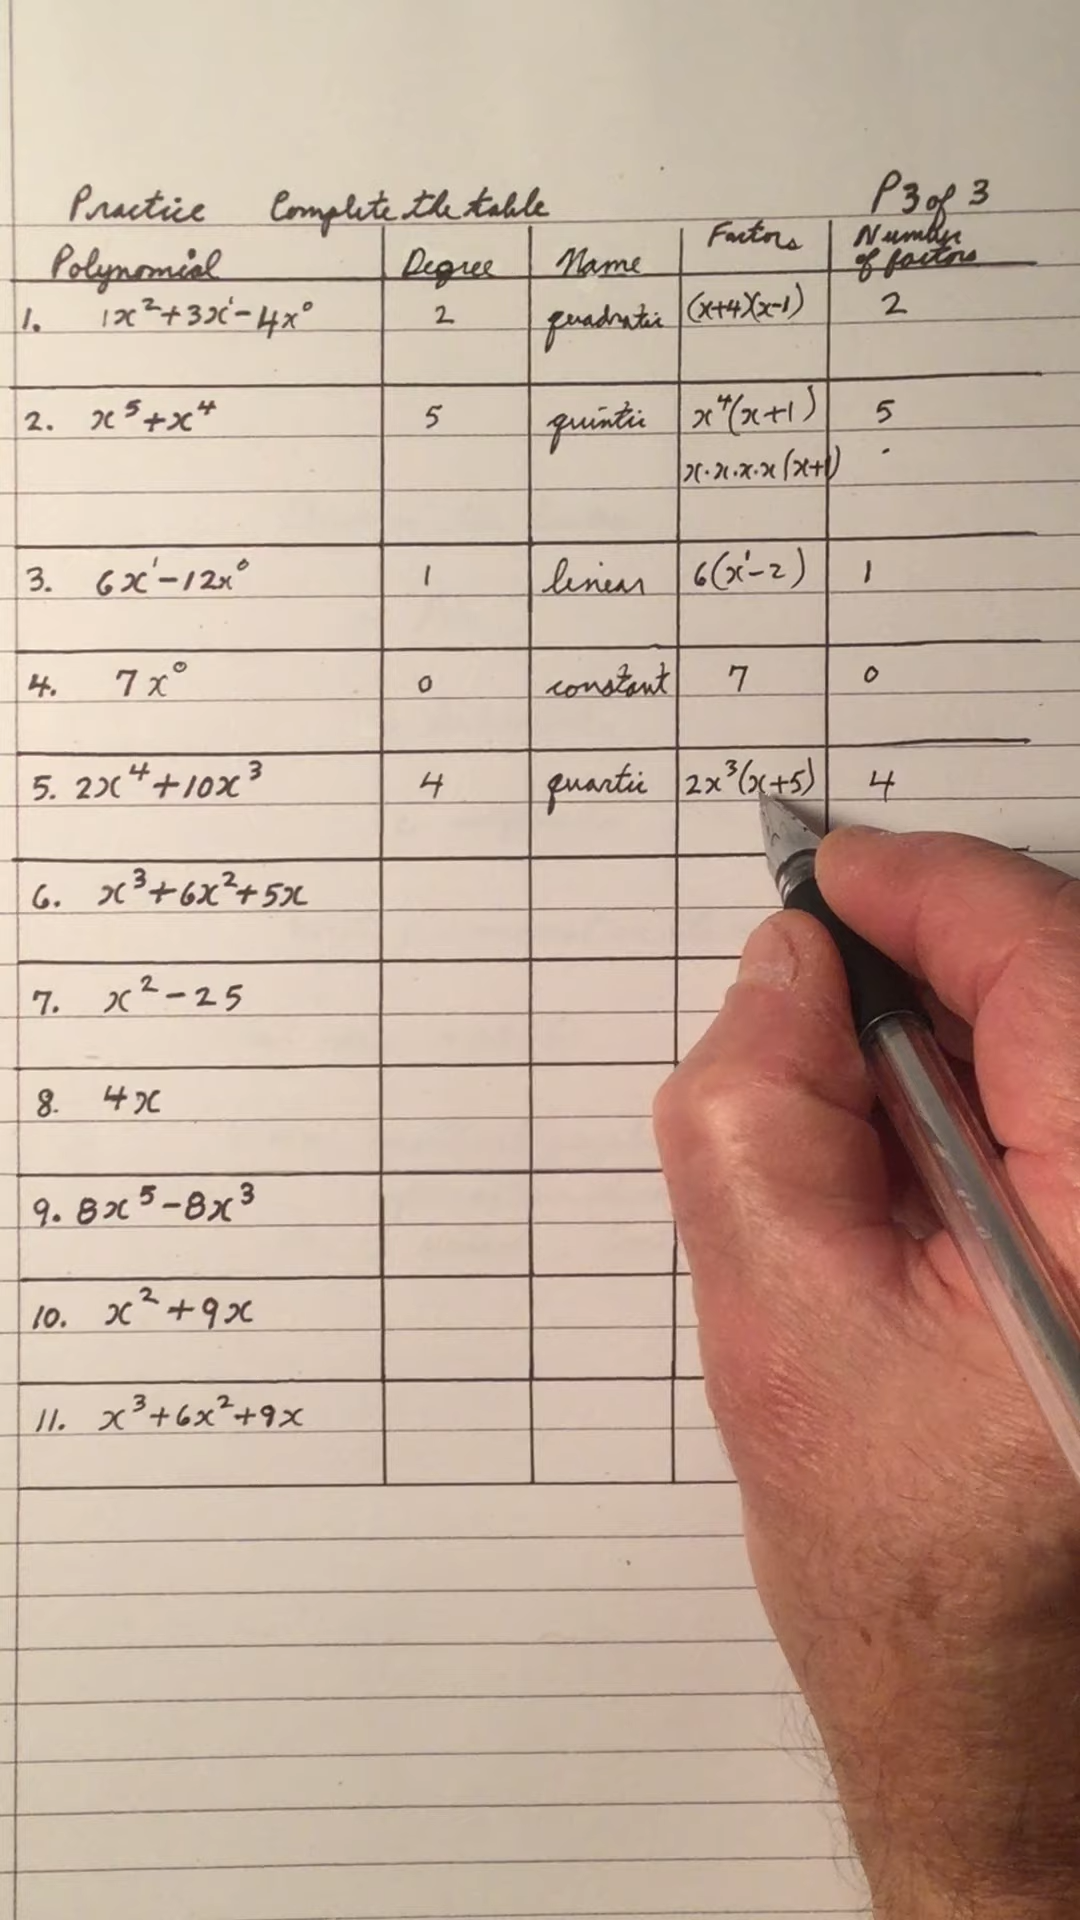 Practice Complete the table P3 of 3
Polynomial Degree Name Factors Number of factors
1. 1x²+3x¹-4x⁰ 2 quadratic (x+4)(x-1) 2
2. x⁵+x⁴ 5 quintic x⁴(x+1) 5
x·x·x·x(x+1)
3. 6x¹-12x⁰ 1 linear 6(x¹-2) 1
4. 7x⁰ 0 constant 7 0
5. 2x⁴+10x³ 4 quartic 2x³(x+5) 4
6. x³+6x²+5x
7. x²-25
8. 4x
9. 8x⁵-8x³
10. x²+9x
11. x³+6x²+9x